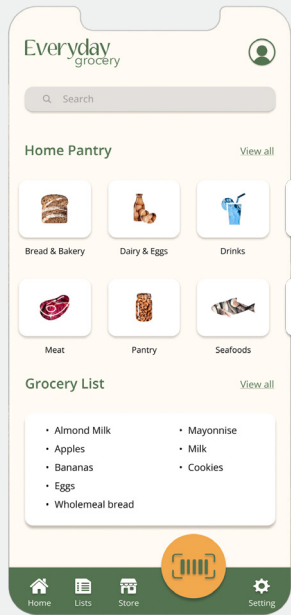 Everyday
grocery
Search
Home Pantry View all
Bread & Bakery Dairy & Eggs Drinks
Meat Pantry Seafoods
Grocery List View all
• Almond Milk • Mayonnise
• Apples • Milk
• Bananas • Cookies
• Eggs
• Wholemeal bread
Home Lists Store Setting